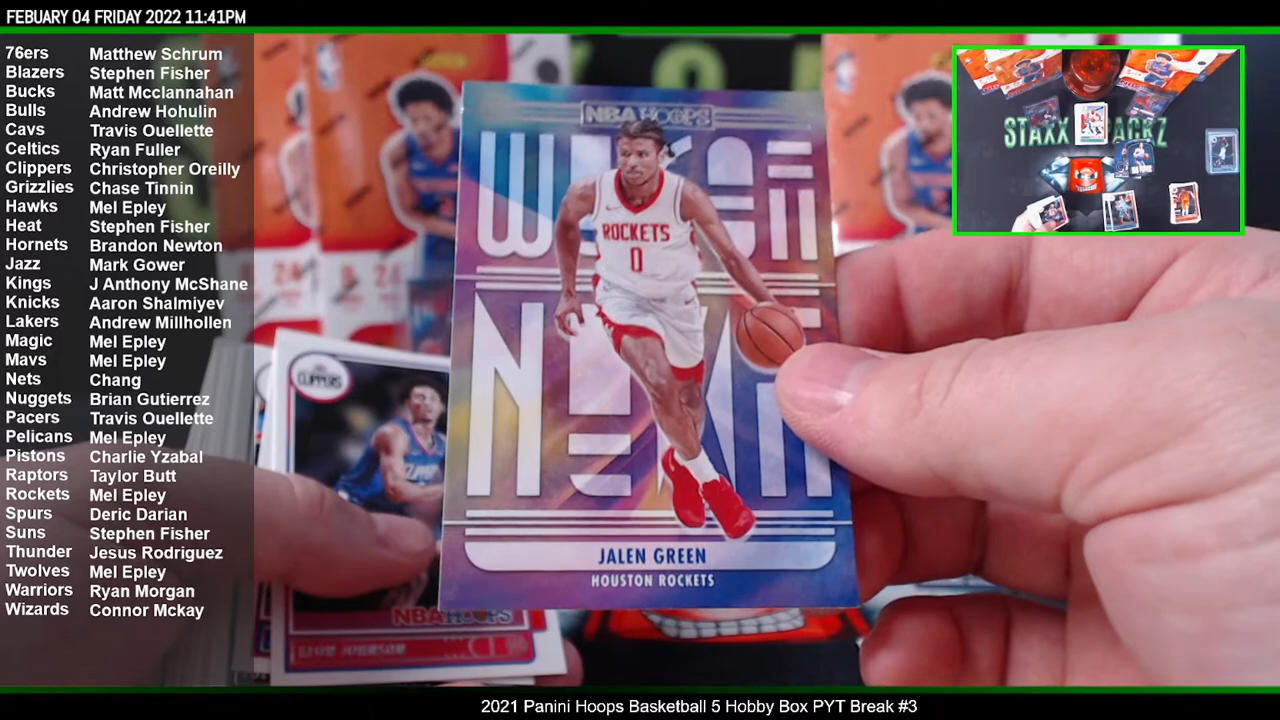 FEBUARY 04 FRIDAY 2022 11:41PM
76ers Matthew Schrum
Blazers Stephen Fisher
Bucks Matt Mcclannahan
Bulls Andrew Hohulin
Cavs Travis Ouellette
Celtics Ryan Fuller
Clippers Christopher Oreilly
Grizzlies Chase Tinnin
Hawks Mel Epley
Heat Stephen Fisher
Hornets Brandon Newton
Jazz Mark Gower
Kings J Anthony McShane
Knicks Aaron Shalmiyev
Lakers Andrew Millhollen
Magic Mel Epley
Mavs Mel Epley
Nets Chang
Nuggets Brian Gutierrez
Pacers Travis Ouellette
Pelicans Mel Epley
Pistons Charlie Yzabal
Raptors Taylor Butt
Rockets Mel Epley
Spurs Deric Darian
Suns Stephen Fisher
Thunder Jesus Rodriguez
Twolves Mel Epley
Warriors Ryan Morgan
Wizards Connor Mckay
NBA HOOPS
ROCKETS
0
JALEN GREEN
HOUSTON ROCKETS
CLIPPERS
NBA HOOPS
24
STAXX
2021 Panini Hoops Basketball 5 Hobby Box PYT Break #3